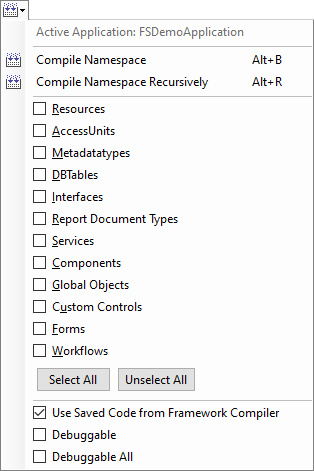 Active Application: FSDemoApplication
Compile Namespace Alt+B
Compile Namespace Recursively Alt+R
Resources
AccessUnits
Metadatatypes
DBTables
Interfaces
Report Document Types
Services
Components
Global Objects
Custom Controls
Forms
Workflows
Select All Unselect All
Use Saved Code from Framework Compiler
Debuggable
Debuggable All